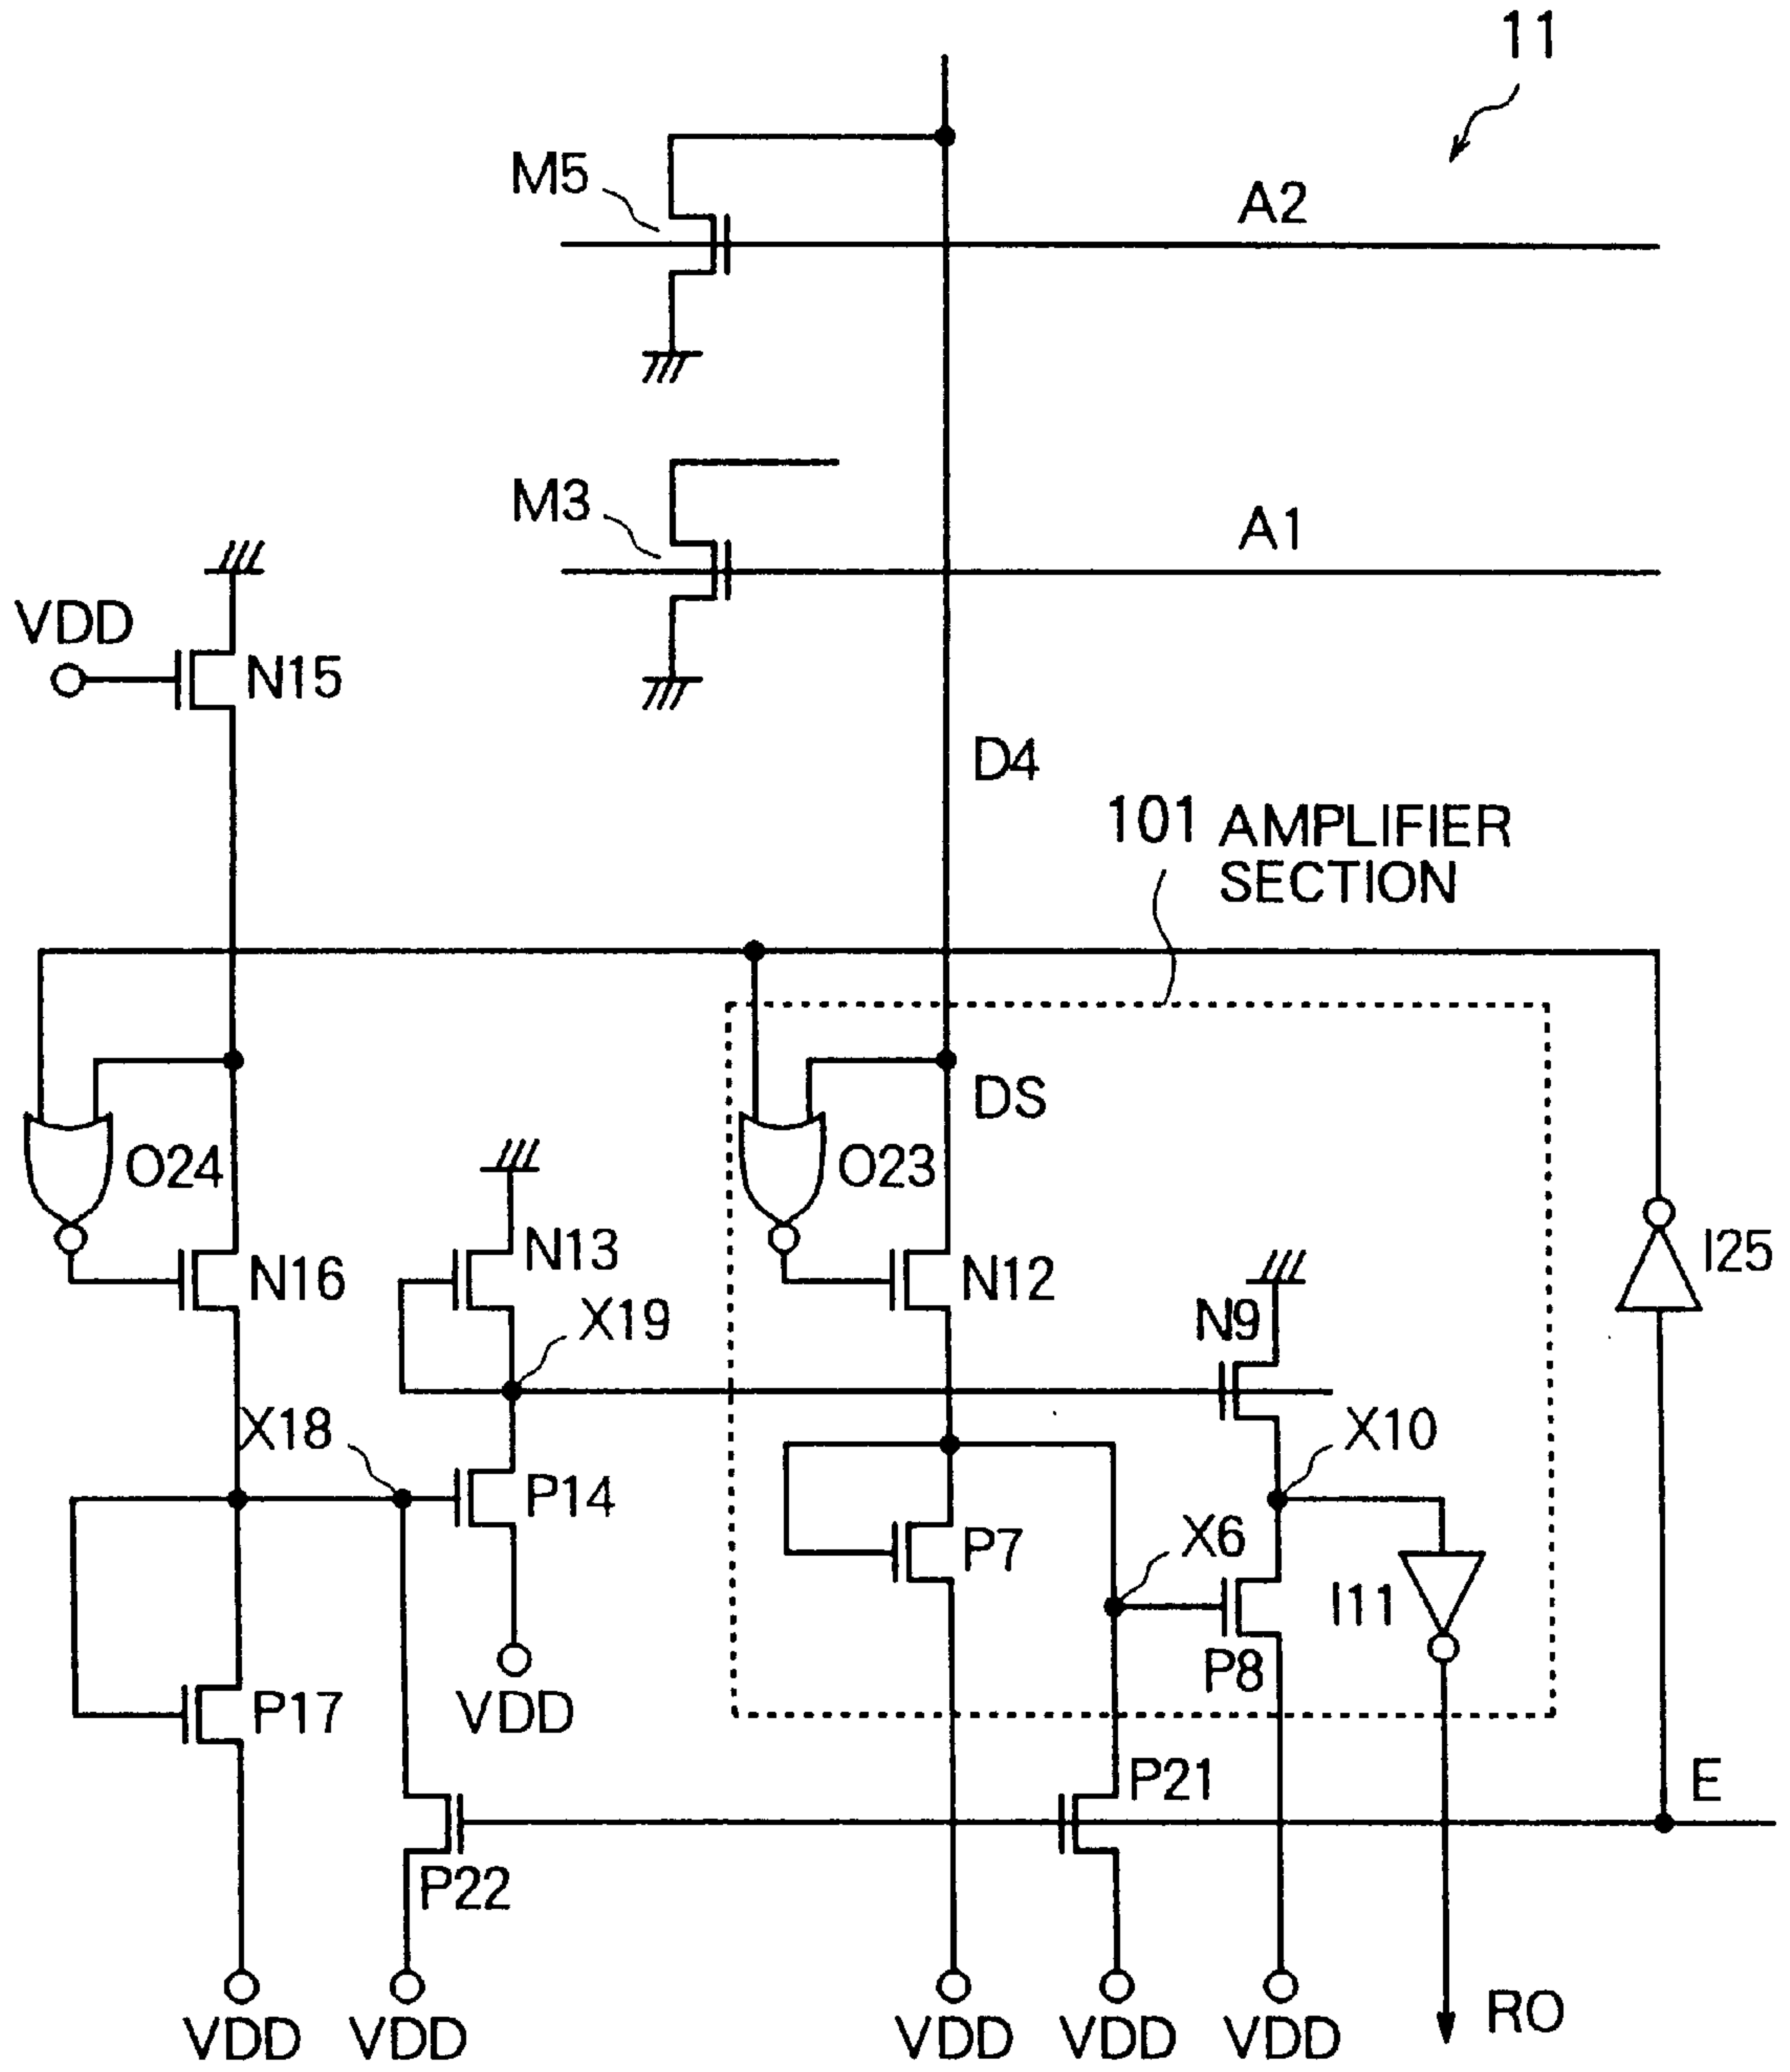 11
M5
A2
M3
A1
VDD
N15
D4
101 AMPLIFIER
SECTION
DS
O24
O23
N13
N16
N12
I25
X19
N9
X18
X10
P14
P7
X6
I11
P8
P17
VDD
P21
E
P22
VDD
VDD
VDD
VDD
VDD
RO